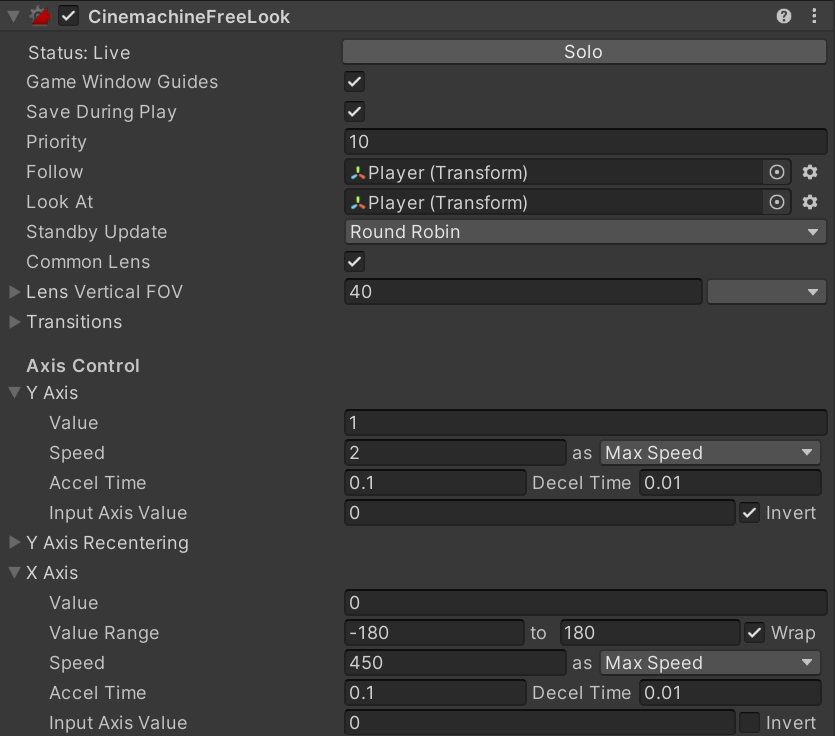 CinemachineFreeLook
Status: Live Solo
Game Window Guides
Save During Play
Priority 10
Follow Player (Transform)
Look At Player (Transform)
Standby Update Round Robin
Common Lens
Lens Vertical FOV 40
Transitions
Axis Control
Y Axis
Value 1
Speed 2 as Max Speed
Accel Time 0.1 Decel Time 0.01
Input Axis Value 0 Invert
Y Axis Recentering
X Axis
Value 0
Value Range -180 to 180 Wrap
Speed 450 as Max Speed
Accel Time 0.1 Decel Time 0.01
Input Axis Value 0 Invert